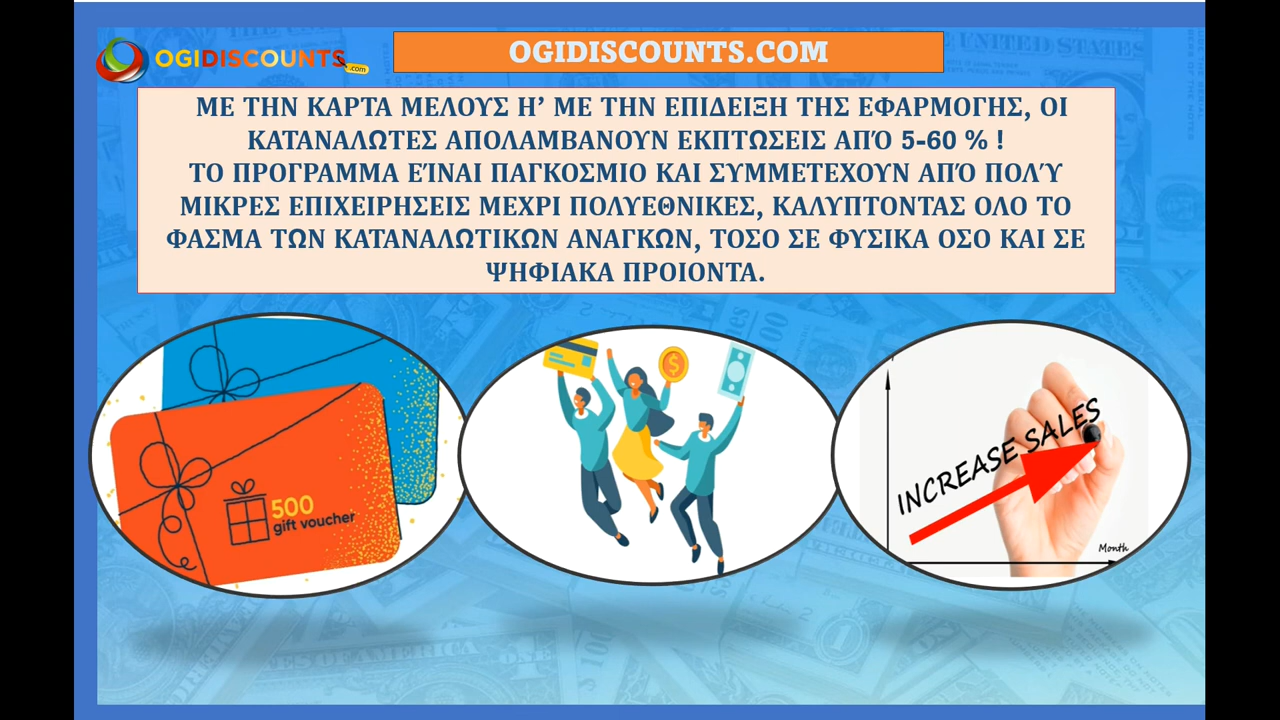 OGIDISCOUNTS
.com
OGIDISCOUNTS.COM
ΜΕ ΤΗΝ ΚΑΡΤΑ ΜΕΛΟΥΣ Η’ ΜΕ ΤΗΝ ΕΠΙΔΕΙΞΗ ΤΗΣ ΕΦΑΡΜΟΓΗΣ, ΟΙ
ΚΑΤΑΝΑΛΩΤΕΣ ΑΠΟΛΑΜΒΑΝΟΥΝ ΕΚΠΤΩΣΕΙΣ ΑΠΌ 5-60 % !
ΤΟ ΠΡΟΓΡΑΜΜΑ ΕΊΝΑΙ ΠΑΓΚΟΣΜΙΟ ΚΑΙ ΣΥΜΜΕΤΕΧΟΥΝ ΑΠΌ ΠΟΛΎ
ΜΙΚΡΕΣ ΕΠΙΧΕΙΡΗΣΕΙΣ ΜΕΧΡΙ ΠΟΛΥΕΘΝΙΚΕΣ, ΚΑΛΥΠΤΟΝΤΑΣ ΟΛΟ ΤΟ
ΦΑΣΜΑ ΤΩΝ ΚΑΤΑΝΑΛΩΤΙΚΩΝ ΑΝΑΓΚΩΝ, ΤΟΣΟ ΣΕ ΦΥΣΙΚΑ ΟΣΟ ΚΑΙ ΣΕ
ΨΗΦΙΑΚΑ ΠΡΟΙΟΝΤΑ.
500
gift voucher
INCREASE SALES
Month